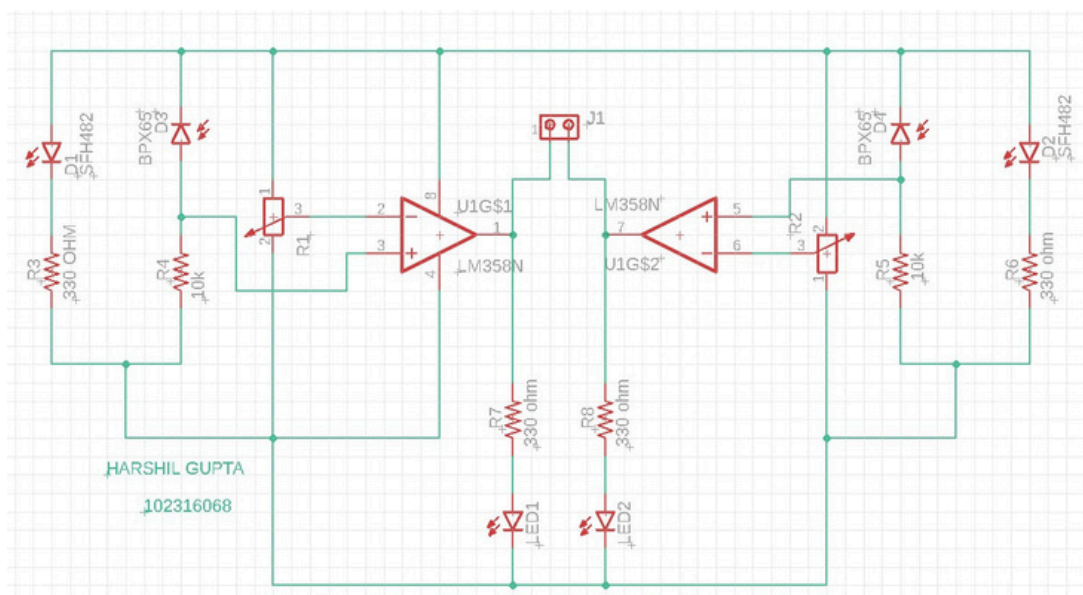 J1
1
D1
SFH482
BPX65
D3
BPX65
D4
D2
SFH482
1
3
2
R1
2
3
8
4
1
U1G$1
LM358N
LM358N
7
U1G$2
5
6
R2
2
3
1
R3
330 OHM
R4
10k
R5
10k
R6
330 ohm
R7
330 ohm
R8
330 ohm
LED1
LED2
HARSHIL GUPTA
102316068